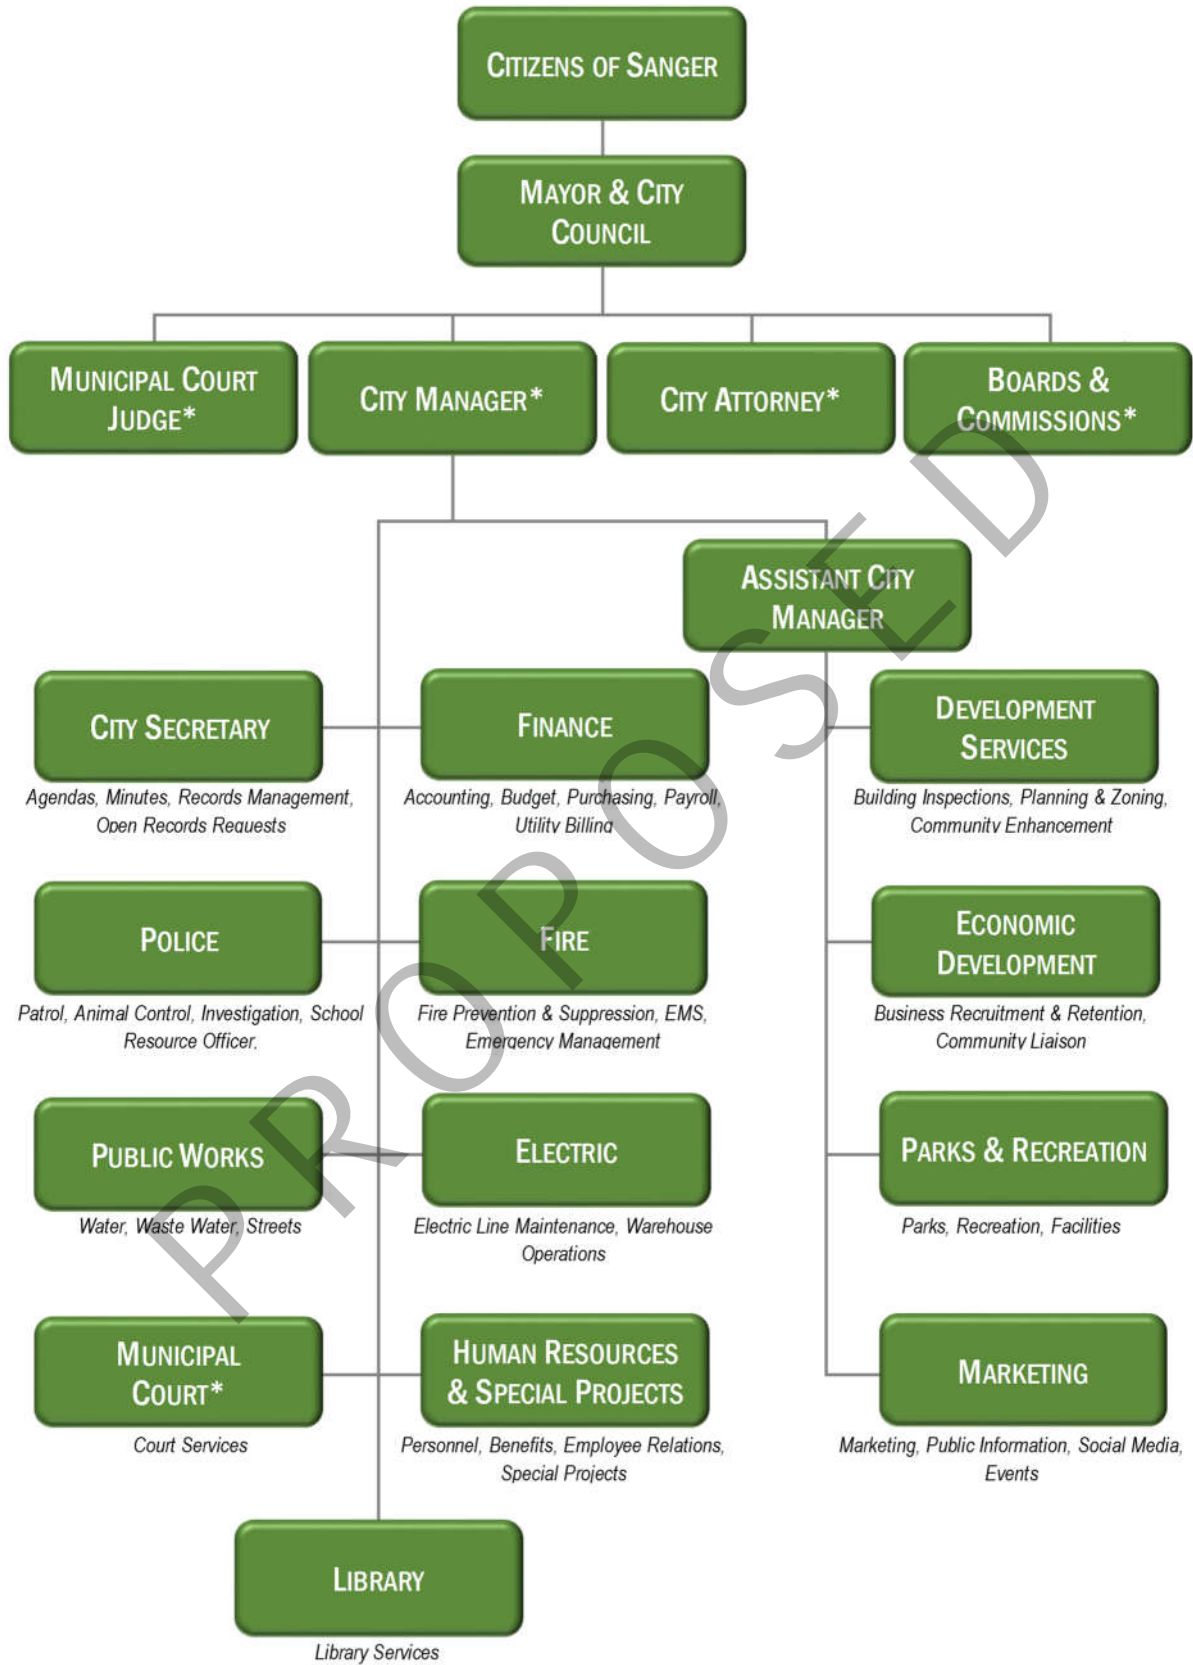 CITIZENS OF SANGER
MAYOR & CITY
COUNCIL
MUNICIPAL COURT
JUDGE*
CITY MANAGER*
CITY ATTORNEY*
BOARDS &
COMMISSIONS*
ASSISTANT CITY
MANAGER
CITY SECRETARY
Agendas, Minutes, Records Management,
Open Records Requests
FINANCE
Accounting, Budget, Purchasing, Payroll,
Utility Billing
DEVELOPMENT
SERVICES
Building Inspections, Planning & Zoning,
Community Enhancement
POLICE
Patrol, Animal Control, Investigation, School
Resource Officer.
FIRE
Fire Prevention & Suppression, EMS,
Emergency Management
ECONOMIC
DEVELOPMENT
Business Recruitment & Retention,
Community Liaison
PUBLIC WORKS
Water, Waste Water, Streets
ELECTRIC
Electric Line Maintenance, Warehouse
Operations
PARKS & RECREATION
Parks, Recreation, Facilities
MUNICIPAL
COURT*
Court Services
HUMAN RESOURCES
& SPECIAL PROJECTS
Personnel, Benefits, Employee Relations,
Special Projects
MARKETING
Marketing, Public Information, Social Media,
Events
LIBRARY
Library Services
PROPOSED